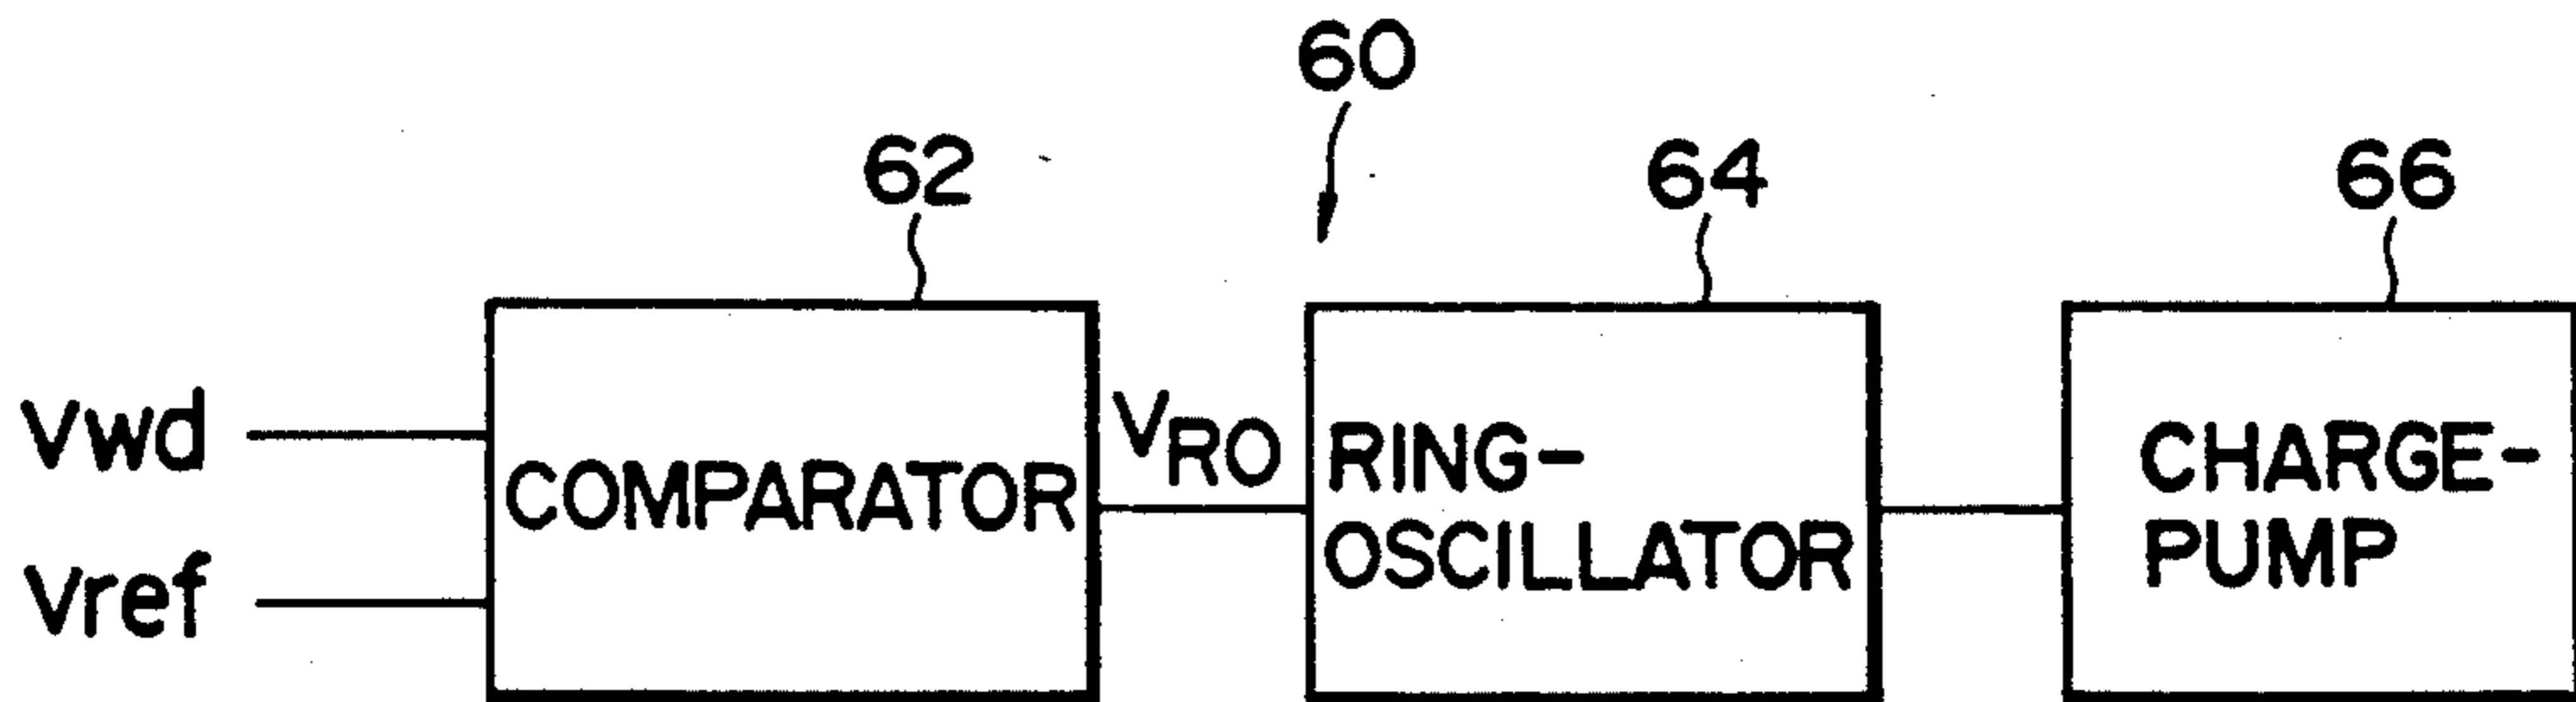 60
62
64
66
Vwd
Vref
COMPARATOR
VRO
RING-
OSCILLATOR
CHARGE-
PUMP